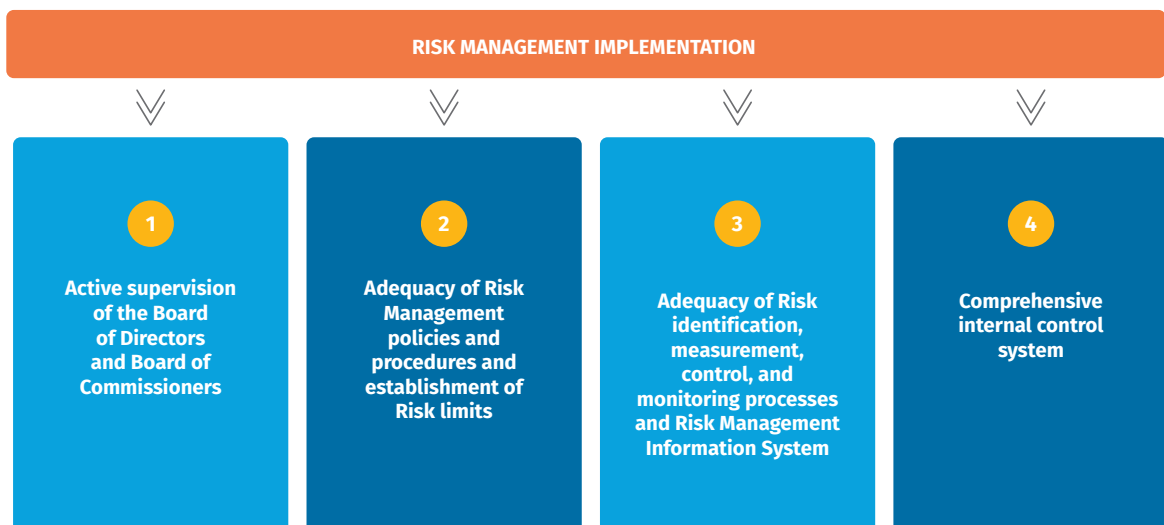 RISK MANAGEMENT IMPLEMENTATION
1
Active supervision
of the Board
of Directors
and Board of
Commissioners
2
Adequacy of Risk
Management
policies and
procedures and
establishment of
Risk limits
3
Adequacy of Risk
identification,
measurement,
control, and
monitoring processes
and Risk Management
Information System
4
Comprehensive
internal control
system